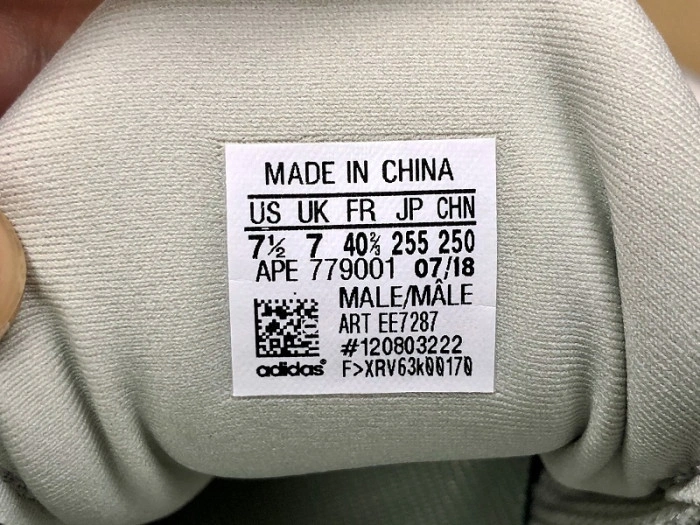 MADE IN CHINA
US UK FR JP CHN
7½ 7 40⅔ 255 250
APE 779001 07/18
MALE/MÂLE
ART EE7287
#120803222
adidas® F>XRV63k00170